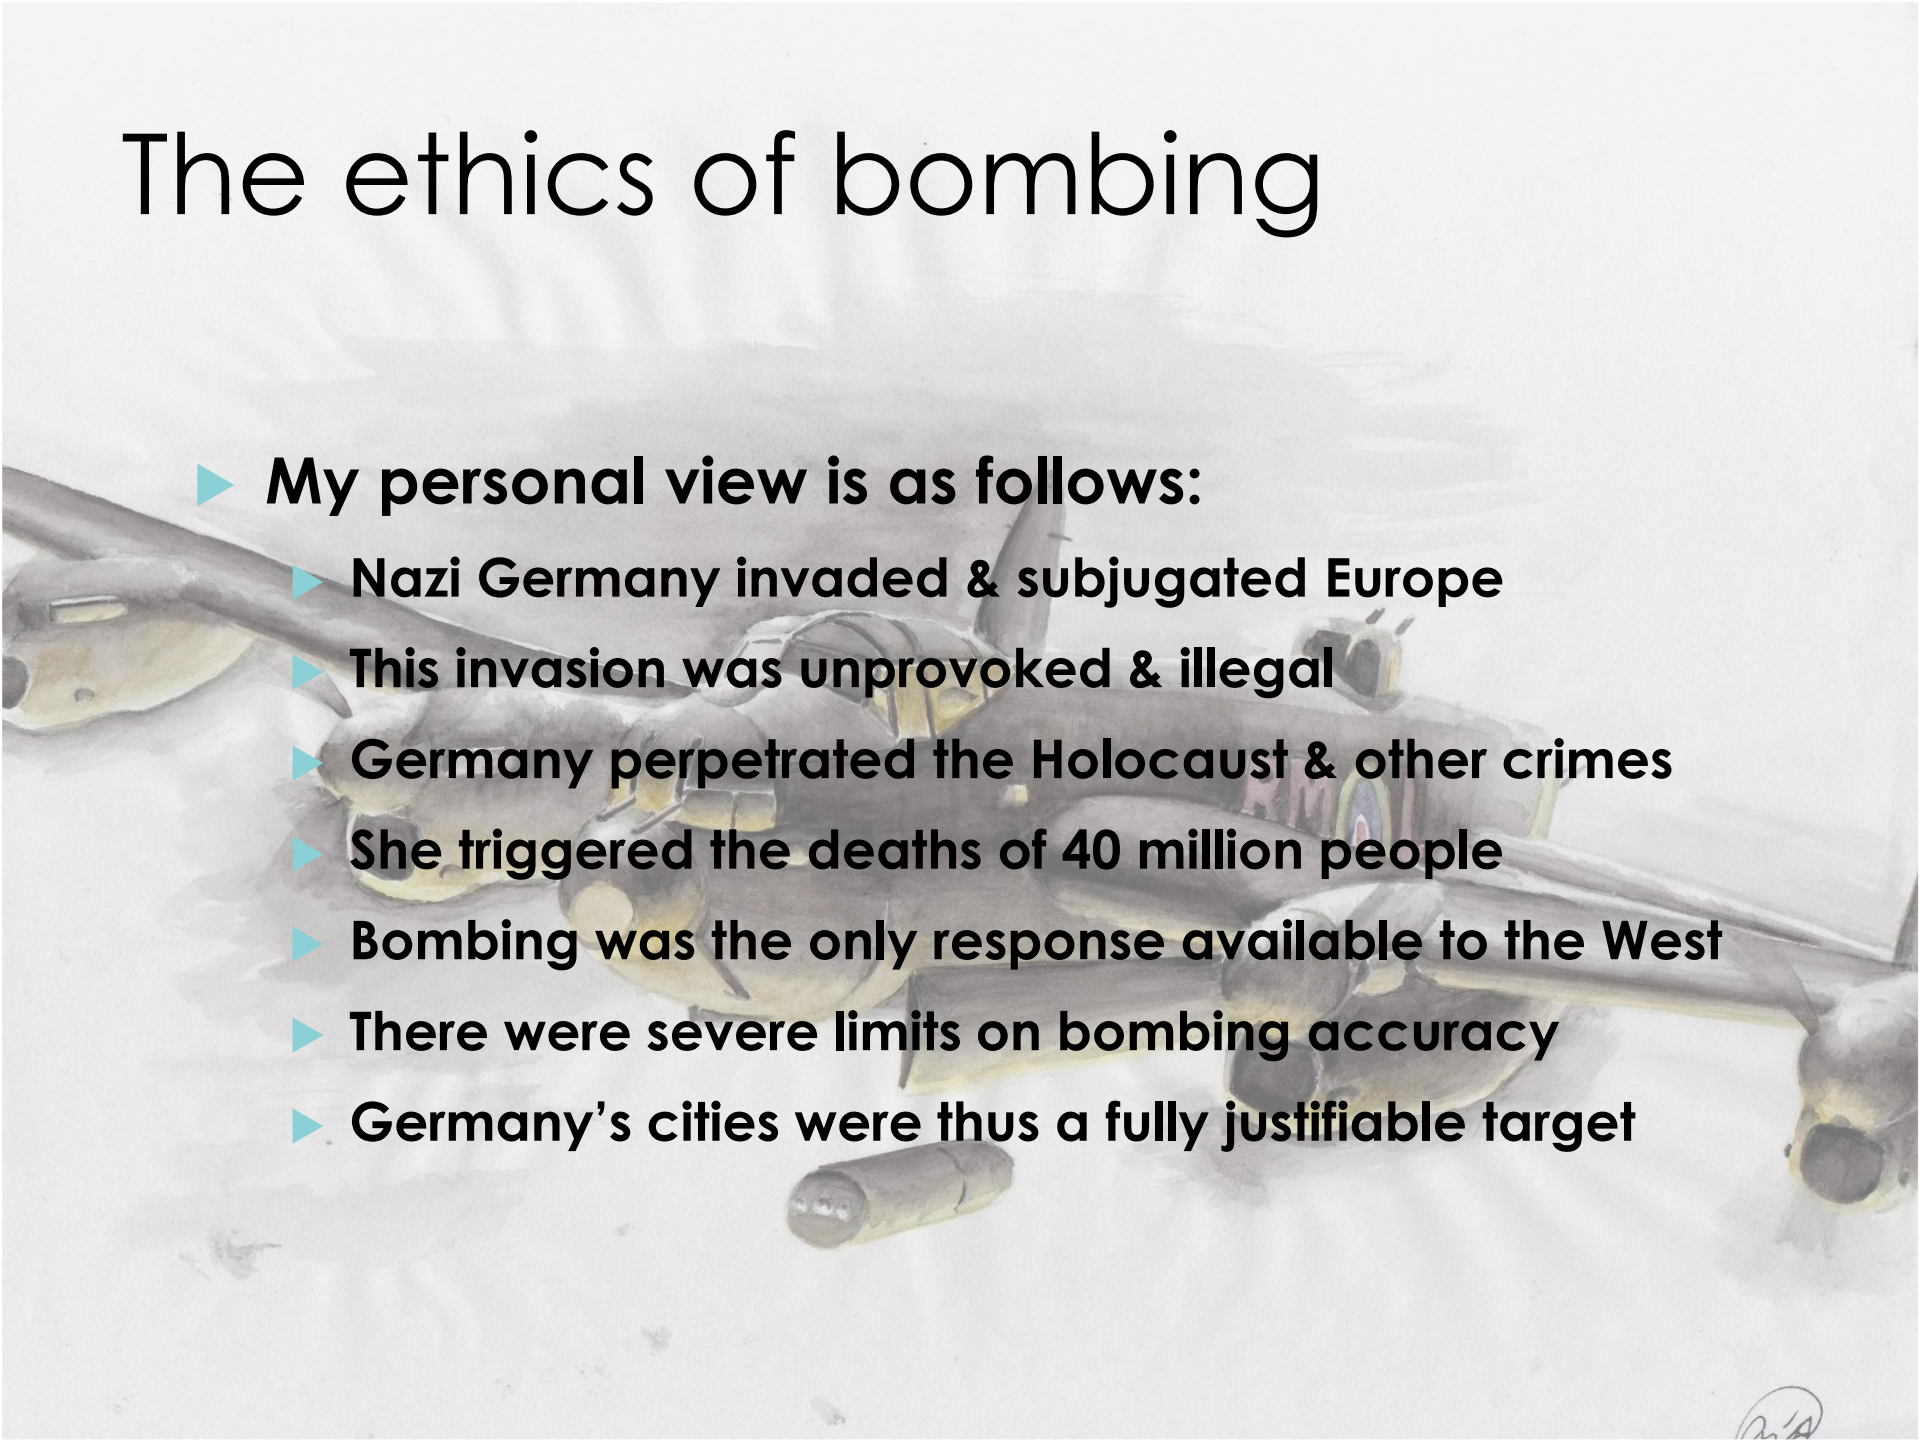 The ethics of bombing
My personal view is as follows:
Nazi Germany invaded & subjugated Europe
This invasion was unprovoked & illegal
Germany perpetrated the Holocaust & other crimes
She triggered the deaths of 40 million people
Bombing was the only response available to the West
There were severe limits on bombing accuracy
Germany’s cities were thus a fully justifiable target